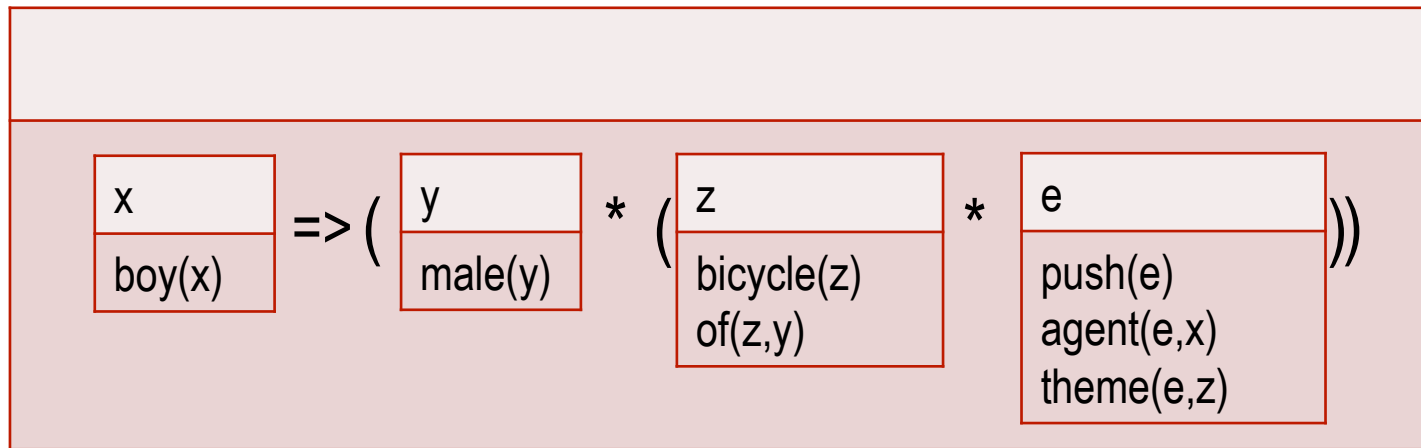 x
boy(x)
=> (
y
male(y)
* (
z
bicycle(z)
of(z,y)
*
e
push(e)
agent(e,x)
theme(e,z)
))